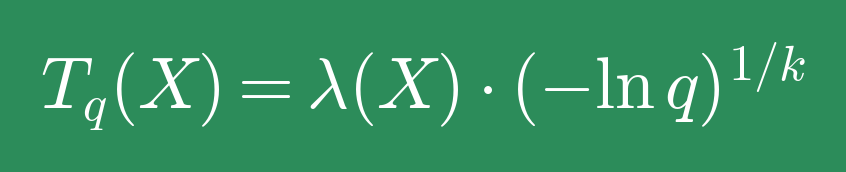 T_q(X) = λ(X) · (−ln q)^{1/k}